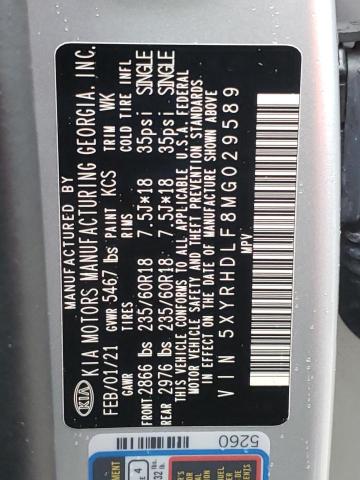 MANUFACTURED BY
KIA KIA MOTORS MANUFACTURING GEORGIA, INC.
FEB/01/21 PAINT KCS TRIM WK
GVWR 5467 lbs
GAWR TIRES RIMS COLD TIRE INFL
FRONT 2866 lbs 235/60R18 7.5J*18 35psi SINGLE
REAR 2976 lbs 235/60R18 7.5J*18 35psi SINGLE
THIS VEHICLE CONFORMS TO ALL APPLICABLE U.S.A FEDERAL
MOTOR VEHICLE SAFETY AND THEFT PREVENTION STANDARDS
IN EFFECT ON THE DATE OF MANUFACTURE SHOWN ABOVE.
VIN 5XYRHDLF8MG029589
MPV
5260
4